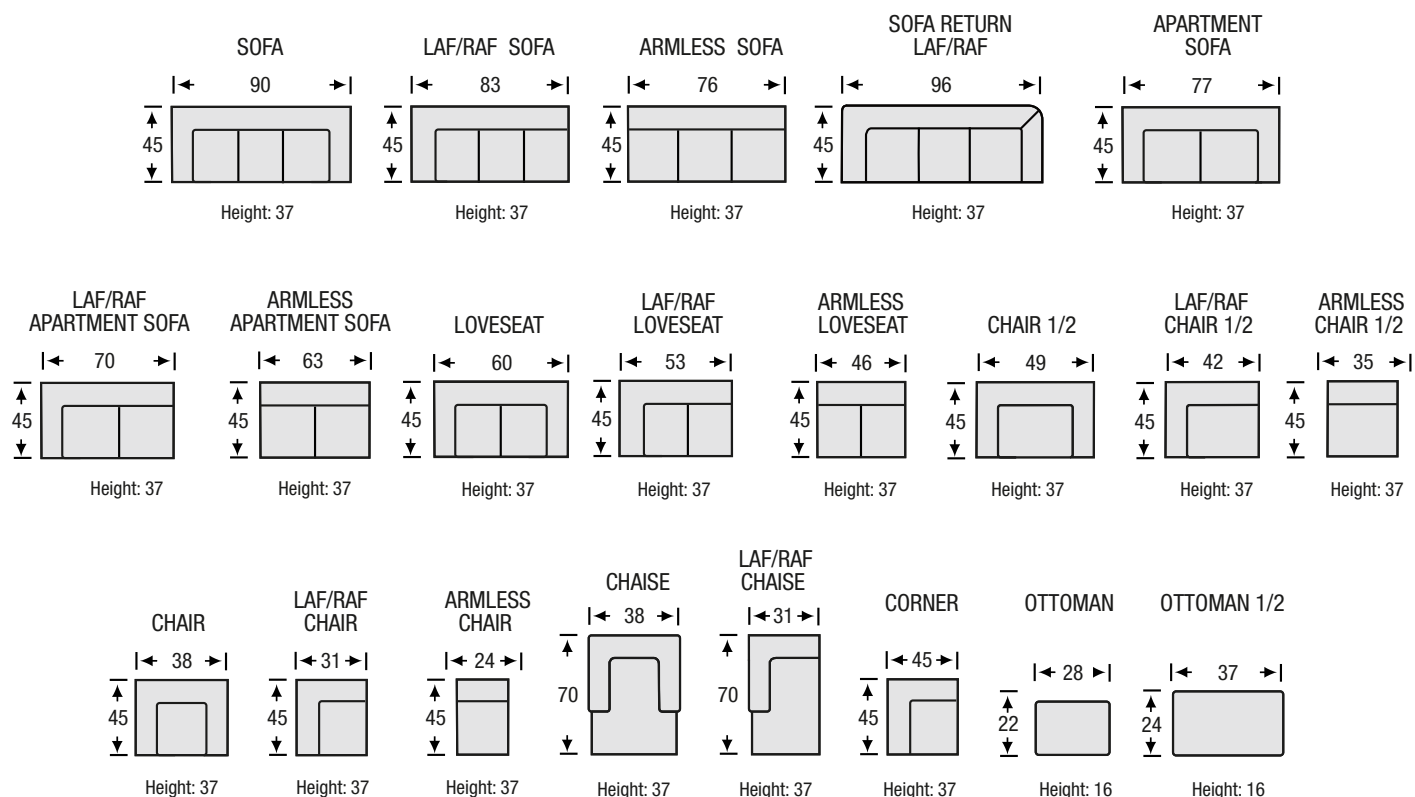 SOFA
90
45
Height: 37
LAF/RAF SOFA
83
45
Height: 37
ARMLESS SOFA
76
45
Height: 37
SOFA RETURN
LAF/RAF
96
45
Height: 37
APARTMENT
SOFA
77
45
Height: 37
LAF/RAF
APARTMENT SOFA
70
45
Height: 37
ARMLESS
APARTMENT SOFA
63
45
Height: 37
LOVESEAT
60
45
Height: 37
LAF/RAF
LOVESEAT
53
45
Height: 37
ARMLESS
LOVESEAT
46
45
Height: 37
CHAIR 1/2
49
45
Height: 37
LAF/RAF
CHAIR 1/2
42
45
Height: 37
ARMLESS
CHAIR 1/2
35
45
Height: 37
CHAIR
38
45
Height: 37
LAF/RAF
CHAIR
31
45
Height: 37
ARMLESS
CHAIR
24
45
Height: 37
CHAISE
38
70
Height: 37
LAF/RAF
CHAISE
31
70
Height: 37
CORNER
45
45
Height: 37
OTTOMAN
28
22
Height: 16
OTTOMAN 1/2
37
24
Height: 16